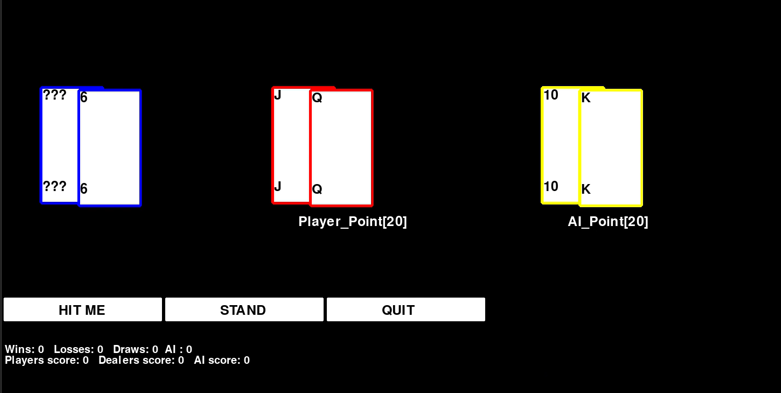 ??? 6 J Q 10 K
??? 6 J Q 10 K
Player_Point[20] AI_Point[20]
HIT ME STAND QUIT
Wins: 0 Losses: 0 Draws: 0 AI : 0
Players score: 0 Dealers score: 0 AI score: 0